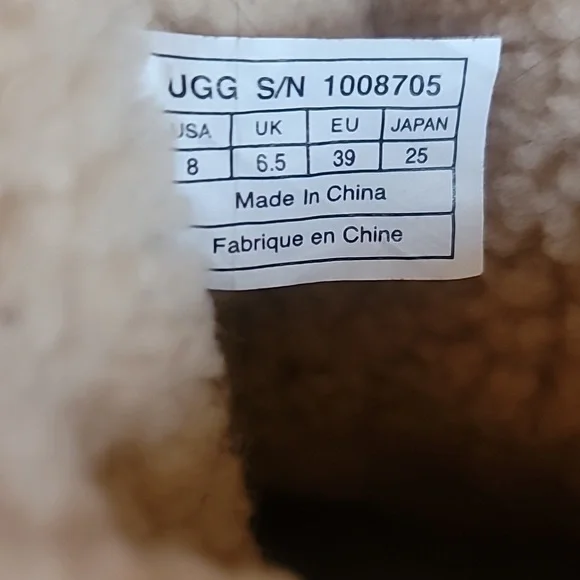 UGG S/N 1008705
USA UK EU JAPAN
8 6.5 39 25
Made In China
Fabrique en Chine